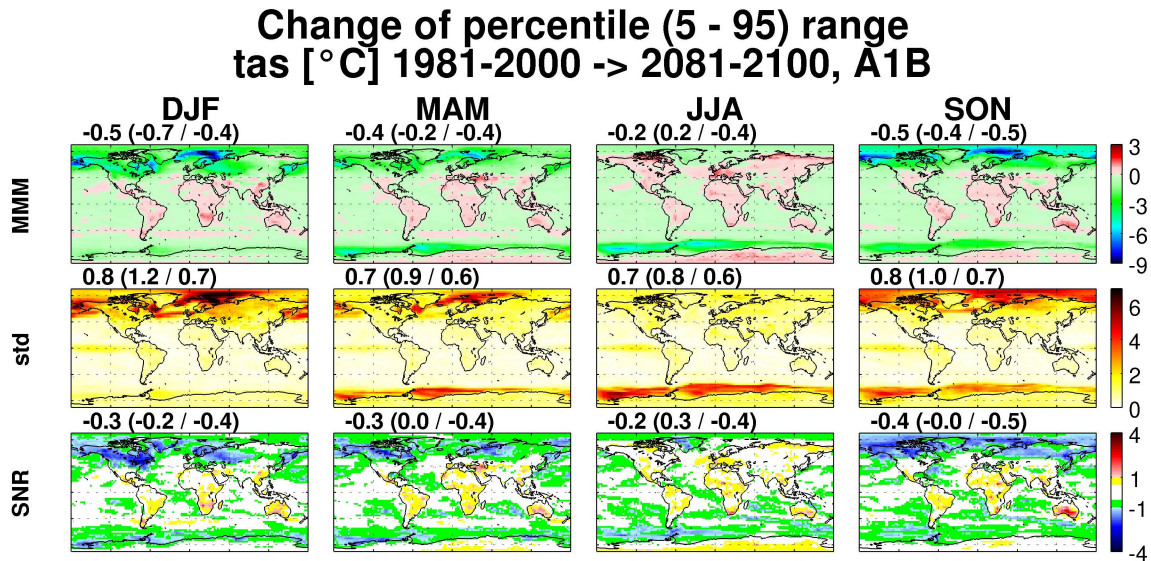 Change of percentile (5 - 95) range
tas [°C] 1981-2000 -> 2081-2100, A1B
DJF MAM JJA SON
-0.5 (-0.7 / -0.4) -0.4 (-0.2 / -0.4) -0.2 (0.2 / -0.4) -0.5 (-0.4 / -0.5)
MMM
3
0
-3
-6
-9
0.8 (1.2 / 0.7) 0.7 (0.9 / 0.6) 0.7 (0.8 / 0.6) 0.8 (1.0 / 0.7)
std
6
4
2
0
-0.3 (-0.2 / -0.4) -0.3 (0.0 / -0.4) -0.2 (0.3 / -0.4) -0.4 (-0.0 / -0.5)
SNR
4
1
-1
-4